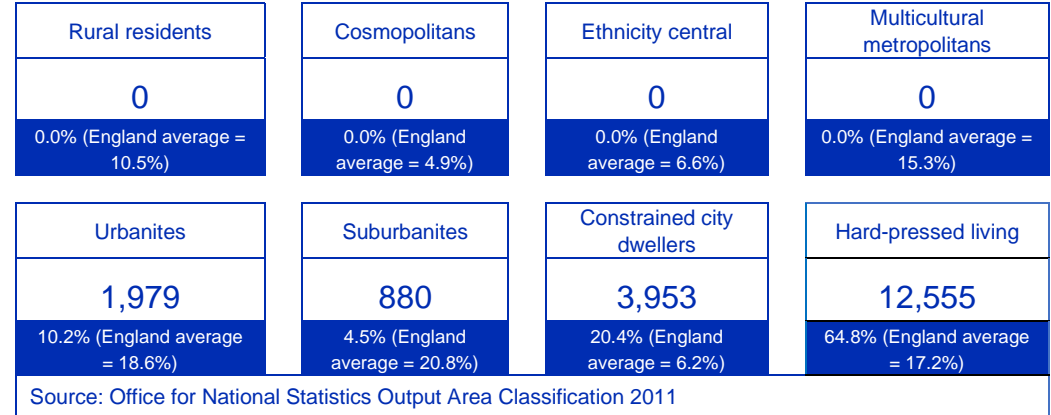 Rural residents
0
0.0% (England average =
10.5%)
Cosmopolitans
0
0.0% (England
average = 4.9%)
Ethnicity central
0
0.0% (England
average = 6.6%)
Multicultural
metropolitans
0
0.0% (England average =
15.3%)
Urbanites
1,979
10.2% (England average
= 18.6%)
Suburbanites
880
4.5% (England
average = 20.8%)
Constrained city
dwellers
3,953
20.4% (England
average = 6.2%)
Hard-pressed living
12,555
64.8% (England average
= 17.2%)
Source: Office for National Statistics Output Area Classification 2011